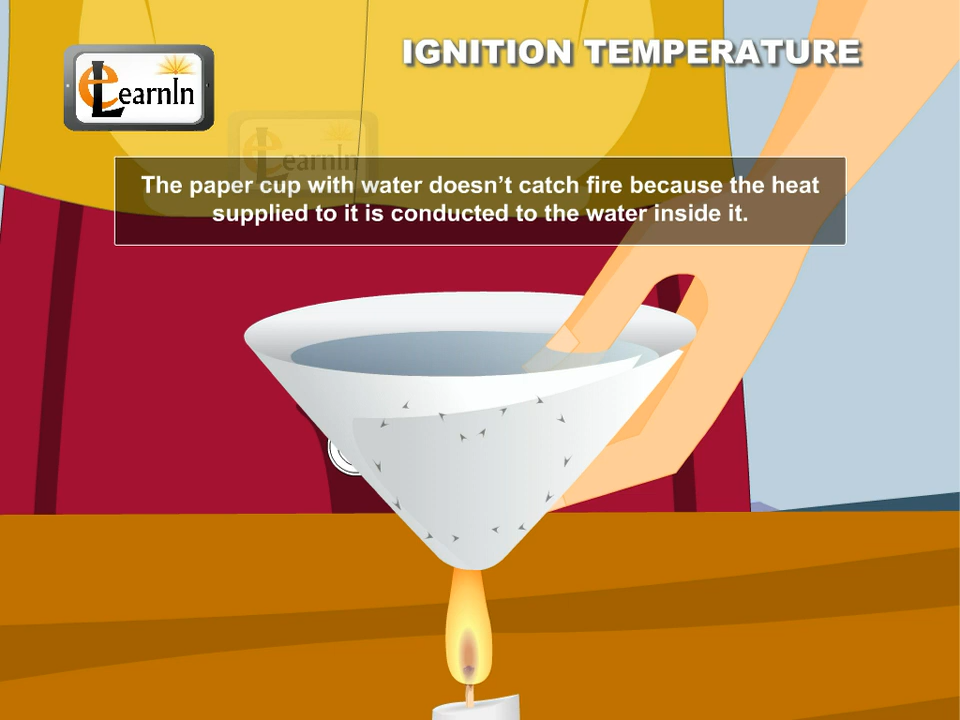 IGNITION TEMPERATURE
eLearnIn
LearnIn
The paper cup with water doesn't catch fire because the heat
supplied to it is conducted to the water inside it.